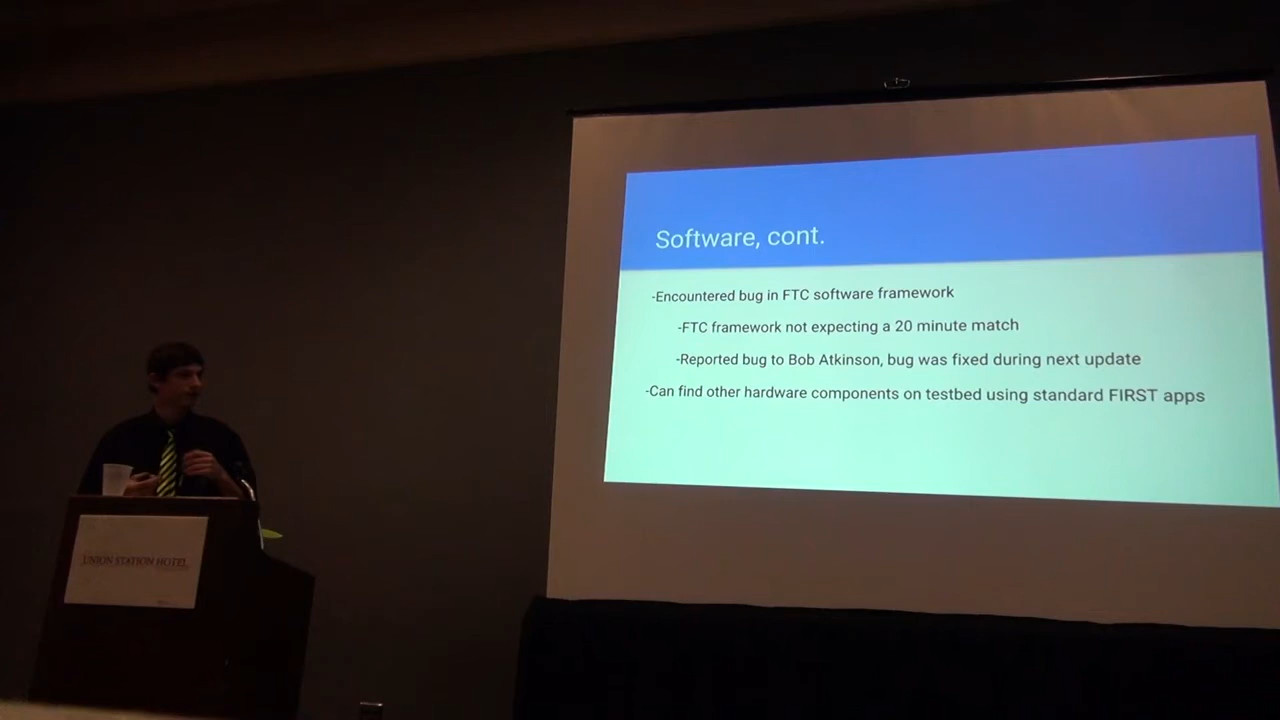 Software, cont.
-Encountered bug in FTC software framework
-FTC framework not expecting a 20 minute match
-Reported bug to Bob Atkinson, bug was fixed during next update
-Can find other hardware components on testbed using standard FIRST apps
UNION STATION HOTEL